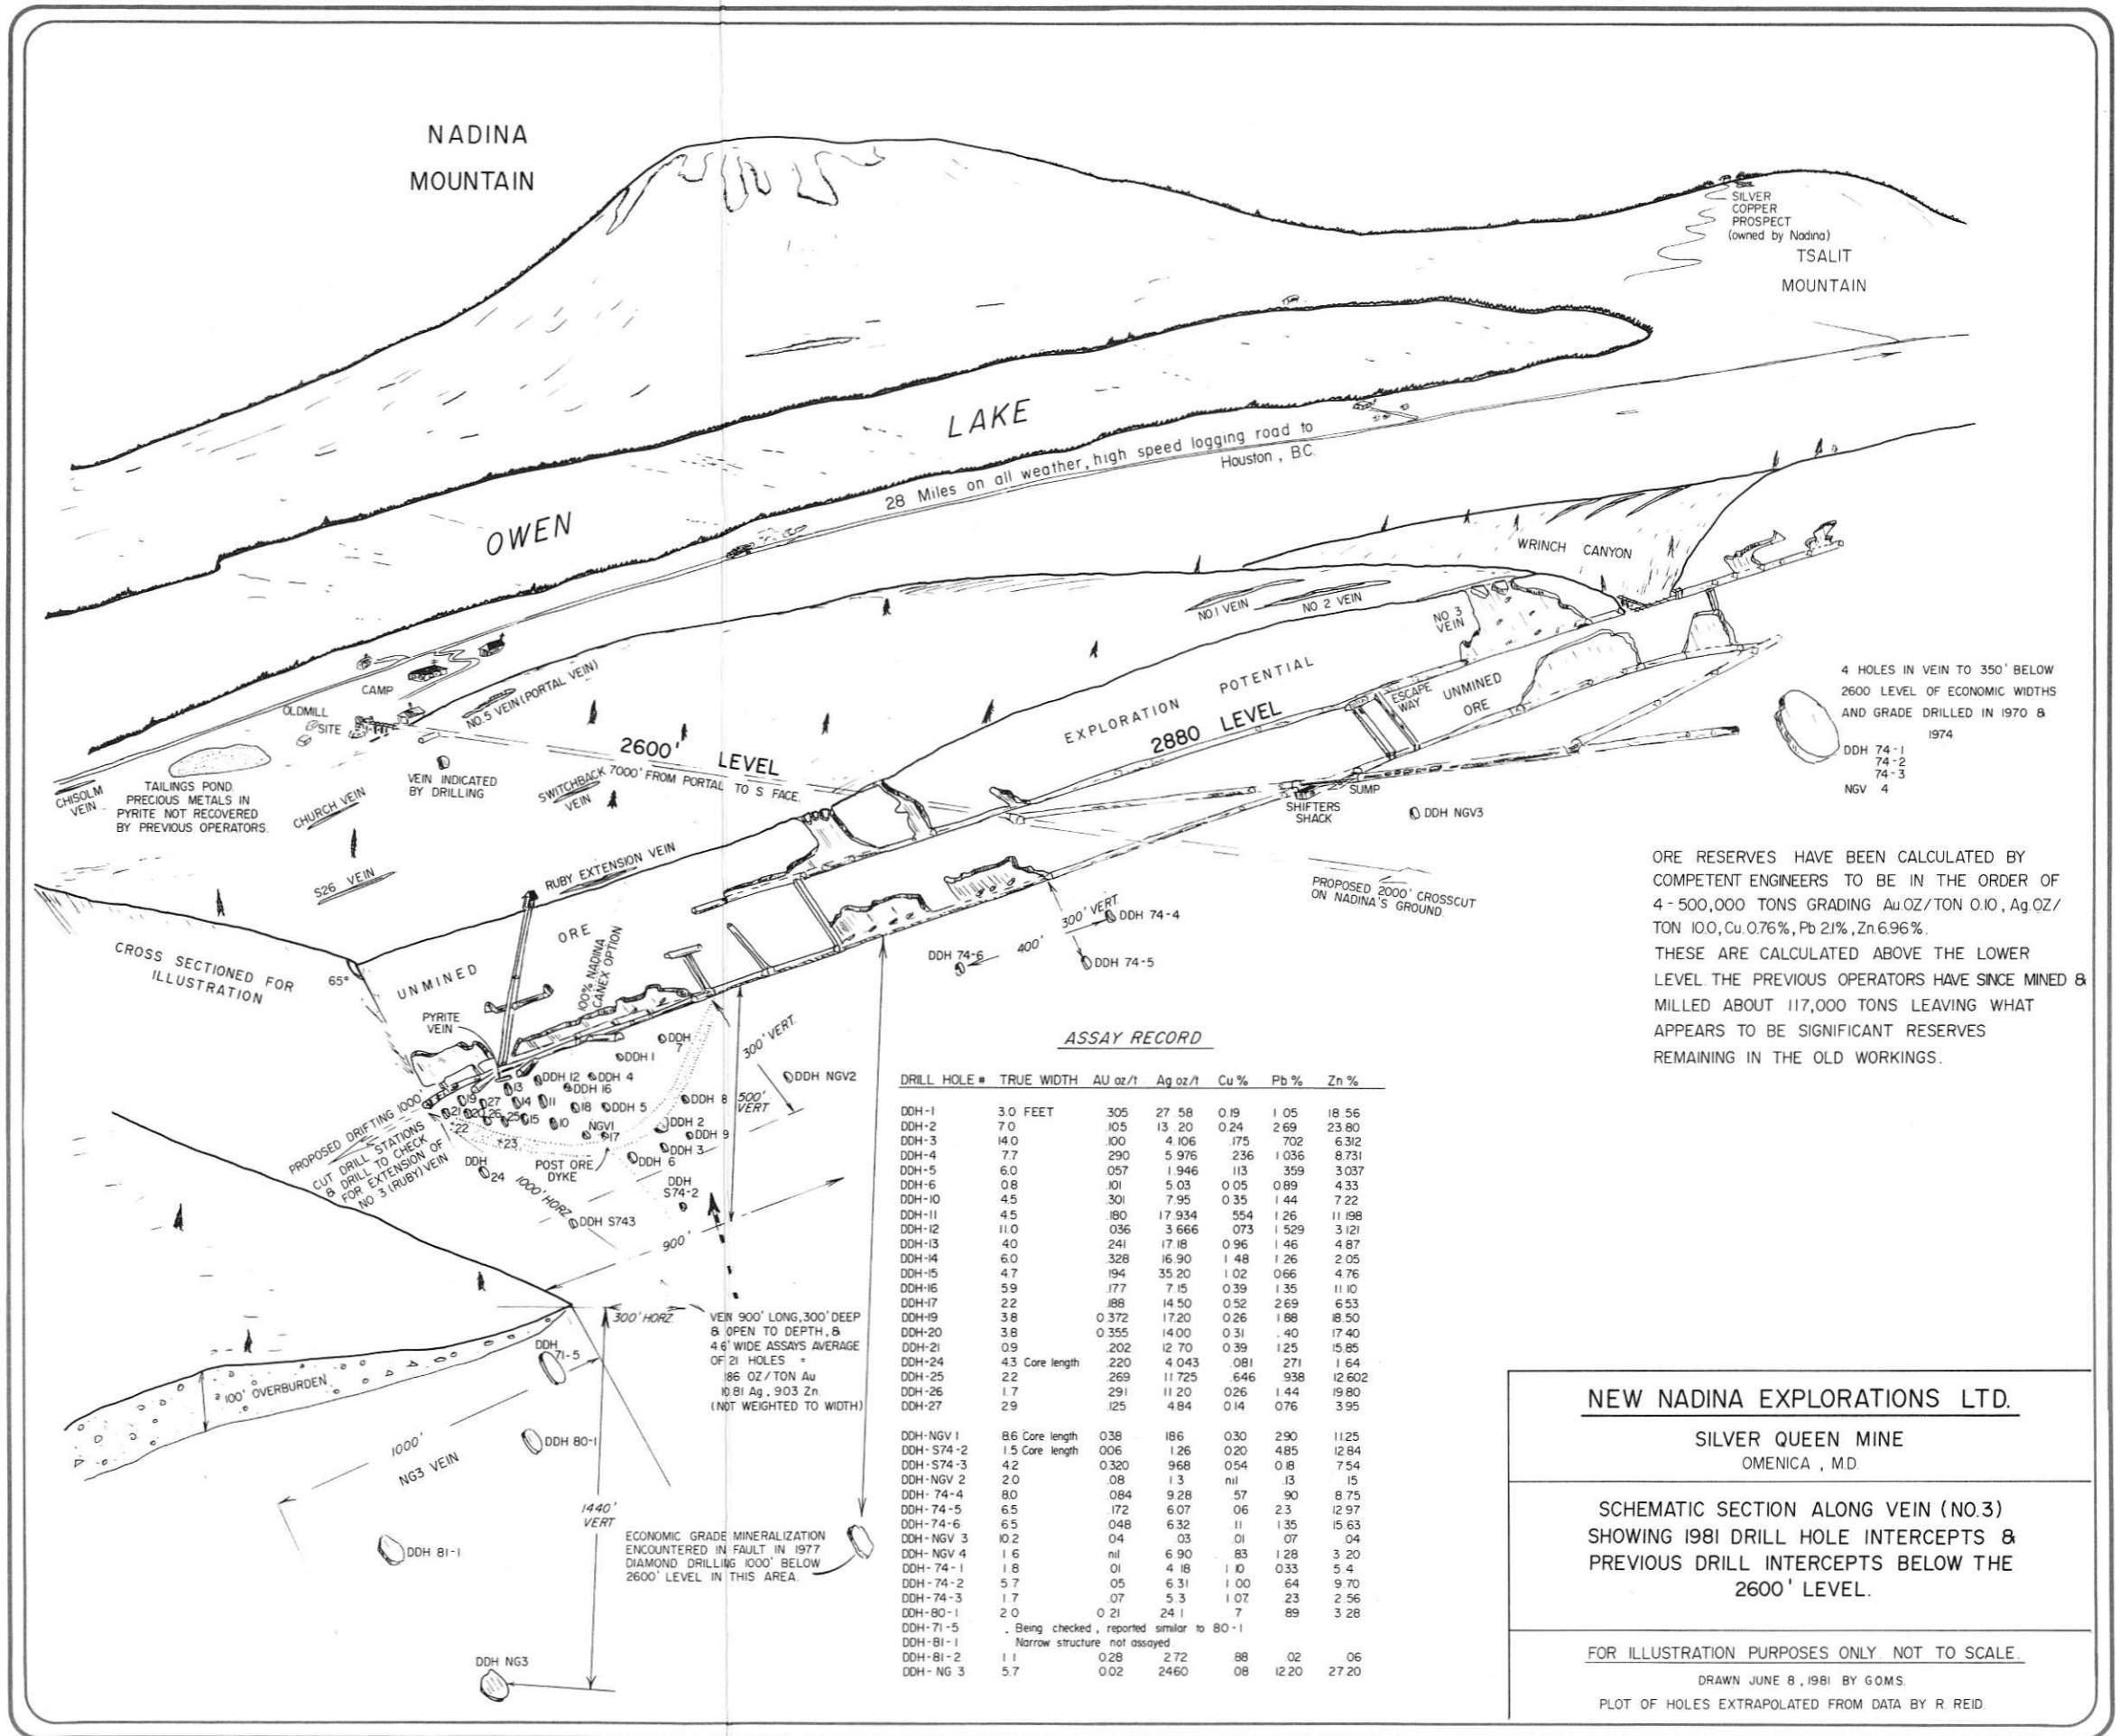 NADINA
MOUNTAIN
SILVER
COPPER
PROSPECT
(owned by Nadina)
TSALIT
MOUNTAIN
LAKE
OWEN
28 Miles on all weather, high speed logging road to
Houston, B.C.
WRINCH CANYON
NO.1 VEIN
NO. 2 VEIN
NO. 3
VEIN
EXPLORATION POTENTIAL
2880 LEVEL
ESCAPE
WAY
UNMINED
ORE
4 HOLES IN VEIN TO 350' BELOW
2600 LEVEL OF ECONOMIC WIDTHS
AND GRADE DRILLED IN 1970 &
1974
DDH 74-1
74-2
74-3
NGV 4
CAMP
OLDMILL
SITE
NO.5 VEIN (PORTAL VEIN)
2600' LEVEL
SWITCHBACK
VEIN
7000' FROM PORTAL TO S. FACE.
VEIN INDICATED
BY DRILLING
CHISOLM
VEIN
TAILINGS POND.
PRECIOUS METALS IN
PYRITE NOT RECOVERED
BY PREVIOUS OPERATORS.
CHURCH VEIN
S26 VEIN
RUBY EXTENSION VEIN
SHIFTERS
SHACK
SUMP
DDH NGV3
PROPOSED 2000' CROSSCUT
ON NADINA'S GROUND.
ORE RESERVES HAVE BEEN CALCULATED BY
COMPETENT ENGINEERS TO BE IN THE ORDER OF
4 - 500,000 TONS GRADING Au.OZ/TON 0.10, Ag.OZ/
TON 10.0, Cu. 0.76%, Pb 2.1%, Zn. 6.96%.
THESE ARE CALCULATED ABOVE THE LOWER
LEVEL. THE PREVIOUS OPERATORS HAVE SINCE MINED &
MILLED ABOUT 117,000 TONS LEAVING WHAT
APPEARS TO BE SIGNIFICANT RESERVES
REMAINING IN THE OLD WORKINGS.
CROSS SECTIONED FOR
ILLUSTRATION
65°
UNMINED
ORE
100% NADINA
CANEX OPTION
PYRITE
VEIN
300' VERT.
400'
DDH 74-4
DDH 74-5
DDH 74-6
DDH
7
DDH 1
DDH 12
DDH 4
DDH 16
13
19
27
14
11
18
DDH 5
DDH 8
21
20
26
25
15
10
NGV1
17
DDH 2
DDH 9
DDH 3
DDH 6
22
23
DDH
24
300' VERT.
500'
VERT
DDH NGV2
PROPOSED DRIFTING 1000'
CUT DRILL STATIONS
& DRILL TO CHECK
FOR EXTENSION OF
NO 3 (RUBY) VEIN
POST ORE
DYKE
1000' HORZ
DDH
S74-2
DDH S743
900'
300' HORZ
VEIN 900' LONG, 300' DEEP
& OPEN TO DEPTH, &
4.6' WIDE ASSAYS AVERAGE
OF 21 HOLES =
.186 OZ/TON Au
10.81 Ag, 9.03 Zn.
(NOT WEIGHTED TO WIDTH)
± 100' OVERBURDEN
DDH
71-5
DDH 80-1
1000'
NG3 VEIN
DDH 81-1
1440'
VERT
ECONOMIC GRADE MINERALIZATION
ENCOUNTERED IN FAULT IN 1977
DIAMOND DRILLING 1000' BELOW
2600' LEVEL IN THIS AREA.
DDH NG3
ASSAY RECORD
DRILL HOLE # TRUE WIDTH AU oz/t Ag oz/t Cu % Pb % Zn %
DDH-1 3.0 FEET 305 27 58 0.19 1 05 18.56
DDH-2 7.0 .105 13 .20 0.24 2 69 23.80
DDH-3 14.0 .100 4.106 .175 702 6.312
DDH-4 7.7 290 5.976 .236 1 036 8.731
DDH-5 6.0 057 1.946 113 359 3.037
DDH-6 0.8 .101 5.03 0 05 0.89 4.33
DDH-10 4.5 .301 7.95 0 35 1 44 7 22
DDH-11 4.5 .180 17.934 554 1 26 11 198
DDH-12 11.0 036 3 666 073 1 529 3 121
DDH-13 4.0 241 17.18 0 96 1 46 4.87
DDH-14 6.0 .328 16.90 1 48 1 26 2.05
DDH-15 4.7 194 35.20 1 02 0.66 4.76
DDH-16 5.9 .177 7.15 0.39 1 35 11 10
DDH-17 2.2 .188 14.50 0.52 2.69 6.53
DDH-19 3.8 0 372 17.20 0.26 1 88 18.50
DDH-20 3.8 0 355 14.00 0 31 . 40 17 40
DDH-21 0.9 .202 12 70 0 39 1.25 15.85
DDH-24 4.3 Core length .220 4 043 .081 271 1 64
DDH-25 2.2 .269 11 725 .646 .938 12 602
DDH-26 1.7 291 11 20 0.26 1.44 19.80
DDH-27 2.9 .125 4.84 0.14 0.76 3.95
DDH-NGV 1 8.6 Core length 038 1.86 0.30 2.90 11.25
DDH-S74-2 1.5 Core length 006 1.26 0.20 4.85 12 84
DDH-S74-3 4.2 0.320 9.68 0.54 0.18 7.54
DDH-NGV 2 2.0 .08 1 3 nil .13 .15
DDH-74-4 8.0 084 9.28 .57 .90 8.75
DDH-74-5 6.5 .172 6.07 .06 2.3 12 97
DDH-74-6 6.5 048 6.32 .11 1 35 15.63
DDH-NGV 3 10.2 04 .03 .01 .07 .04
DDH-NGV 4 1 6 nil 6 90 .83 1 28 3 20
DDH-74-1 1.8 01 4 18 1 10 0.33 5 4
DDH-74-2 5 7 .05 6.31 1 00 64 9.70
DDH-74-3 1.7 .07 5.3 1 07 23 2 56
DDH-80-1 2 0 0 21 24 1 .7 .89 3 28
DDH-71-5 . Being checked, reported similar to 80-1
DDH-81-1 Narrow structure not assayed
DDH-81-2 1 1 0.28 2.72 .88 .02 .06
DDH-NG 3 5.7 0.02 24.60 .08 12.20 27 20
NEW NADINA EXPLORATIONS LTD.
SILVER QUEEN MINE
OMENICA, M.D.
SCHEMATIC SECTION ALONG VEIN (NO.3)
SHOWING 1981 DRILL HOLE INTERCEPTS &
PREVIOUS DRILL INTERCEPTS BELOW THE
2600' LEVEL.
FOR ILLUSTRATION PURPOSES ONLY. NOT TO SCALE.
DRAWN JUNE 8, 1981 BY G.O.M.S.
PLOT OF HOLES EXTRAPOLATED FROM DATA BY R. REID.